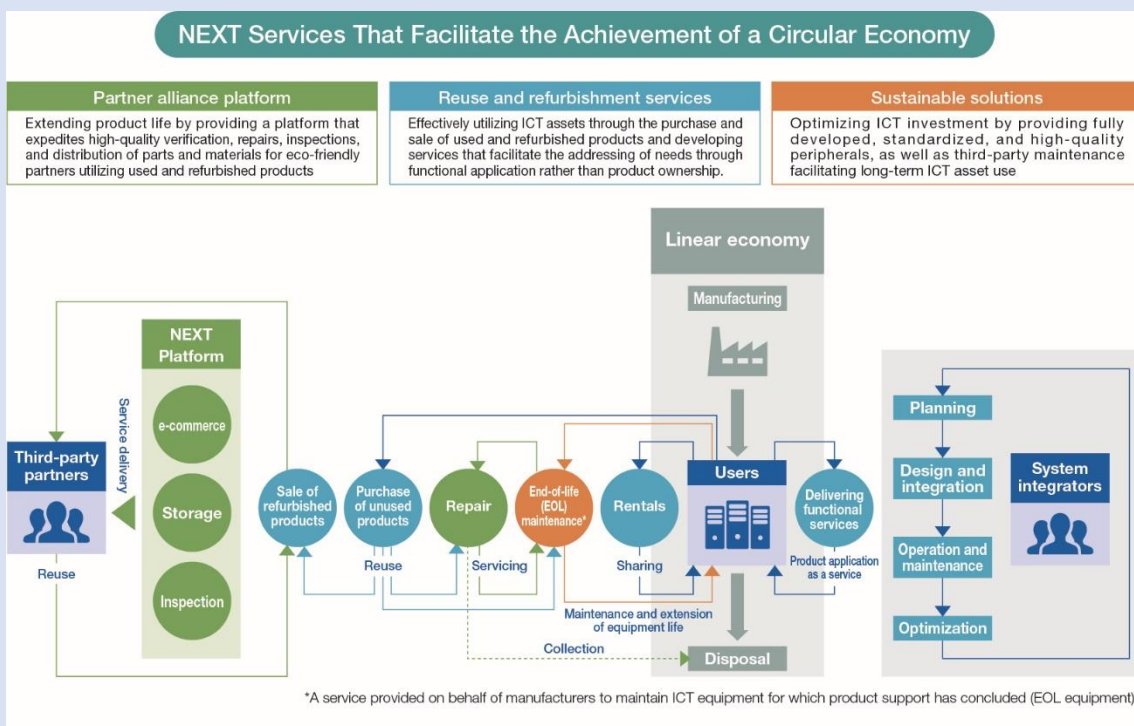 NEXT Services That Facilitate the Achievement of a Circular Economy
Partner alliance platform
Extending product life by providing a platform that
expedites high-quality verification, repairs, inspections,
and distribution of parts and materials for eco-friendly
partners utilizing used and refurbished products
Reuse and refurbishment services
Effectively utilizing ICT assets through the purchase and
sale of used and refurbished products and developing
services that facilitate the addressing of needs through
functional application rather than product ownership.
Sustainable solutions
Optimizing ICT investment by providing fully
developed, standardized, and high-quality
peripherals, as well as third-party maintenance
facilitating long-term ICT asset use
Linear economy
Manufacturing
NEXT
Platform
e-commerce
Storage
Inspection
Service delivery
Third-party
partners
Reuse
Sale of
refurbished
products
Purchase
of unused
products
Reuse
Repair
Servicing
End-of-life
(EOL)
maintenance*
Maintenance and extension
of equipment life
Collection
Rentals
Sharing
Users
Delivering
functional
services
Product application
as a service
Disposal
Planning
Design and
integration
Operation and
maintenance
Optimization
System
integrators
*A service provided on behalf of manufacturers to maintain ICT equipment for which product support has concluded (EOL equipment)